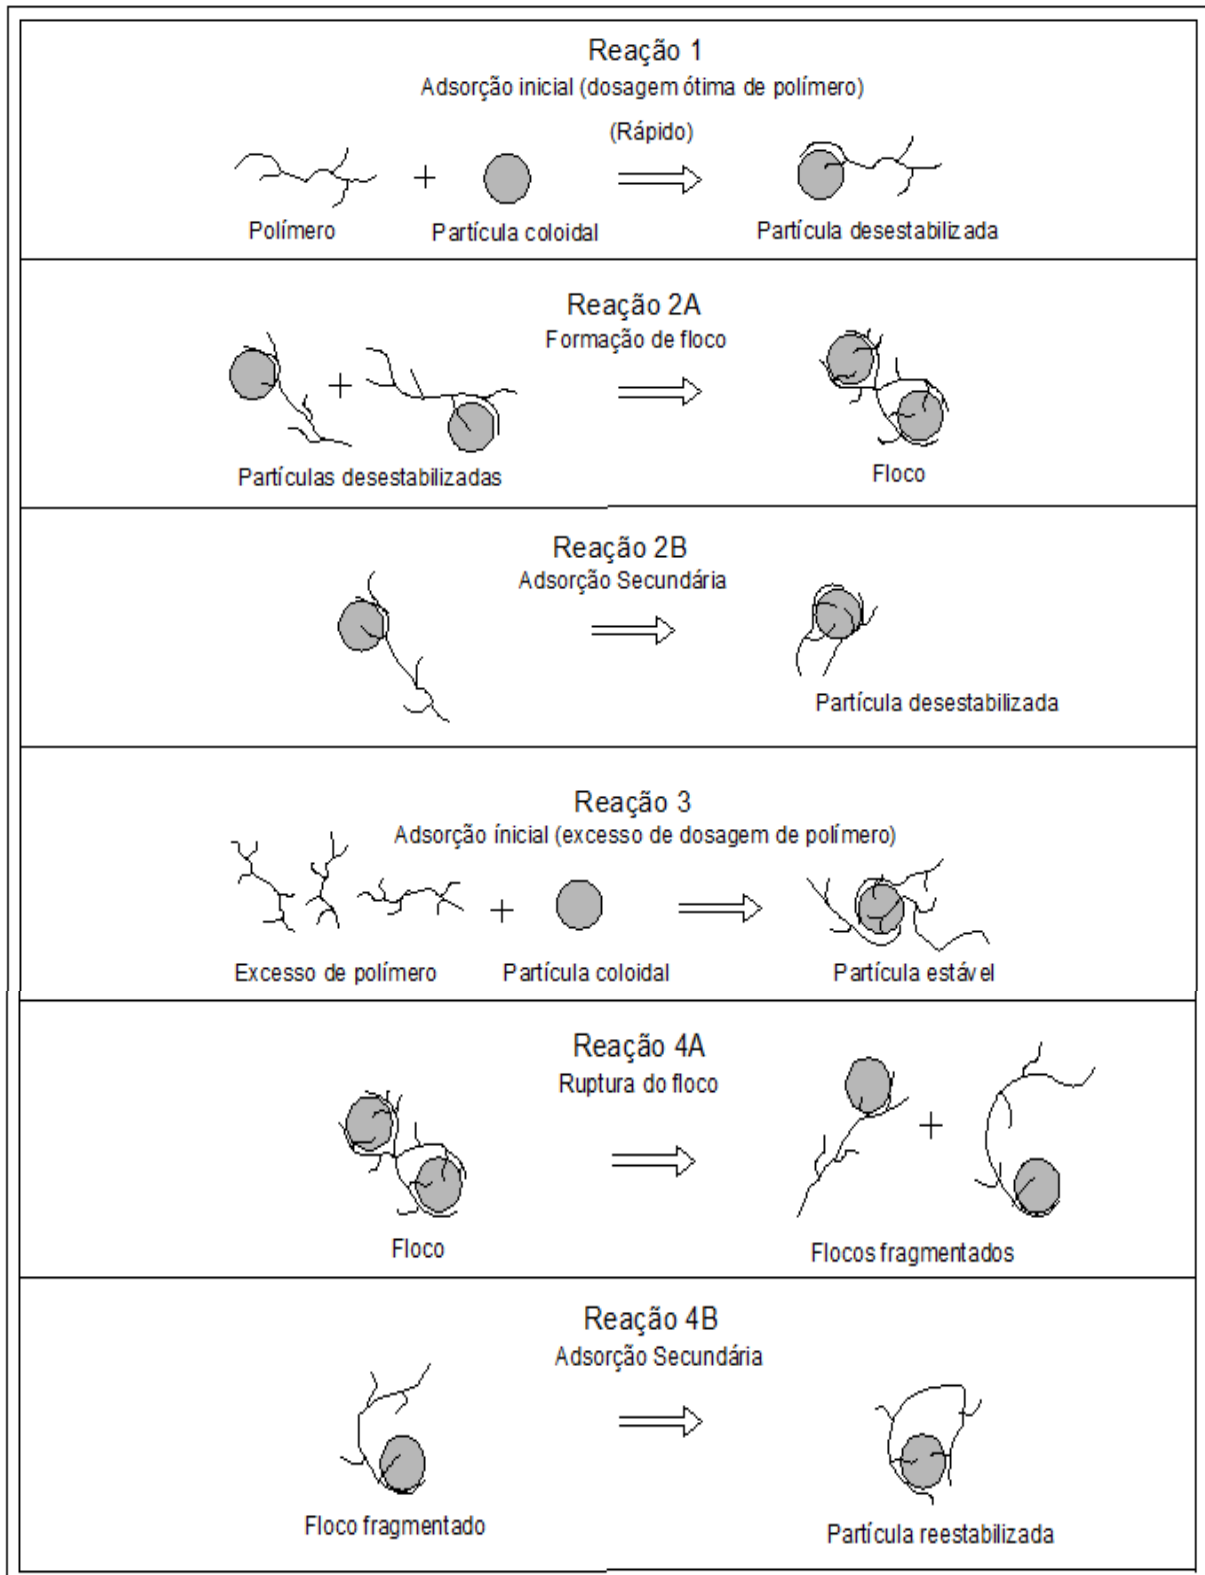 Reação 1
Adsorção inicial (dosagem ótima de polímero)
(Rápido)
+
Polímero
Partícula coloidal
Partícula desestabilizada
Reação 2A
Formação de floco
+
Partículas desestabilizadas
Floco
Reação 2B
Adsorção Secundária
Partícula desestabilizada
Reação 3
Adsorção ínicial (excesso de dosagem de polímero)
+
Excesso de polímero
Partícula coloidal
Partícula estável
Reação 4A
Ruptura do floco
+
Floco
Flocos fragmentados
Reação 4B
Adsorção Secundária
Floco fragmentado
Partícula reestabilizada